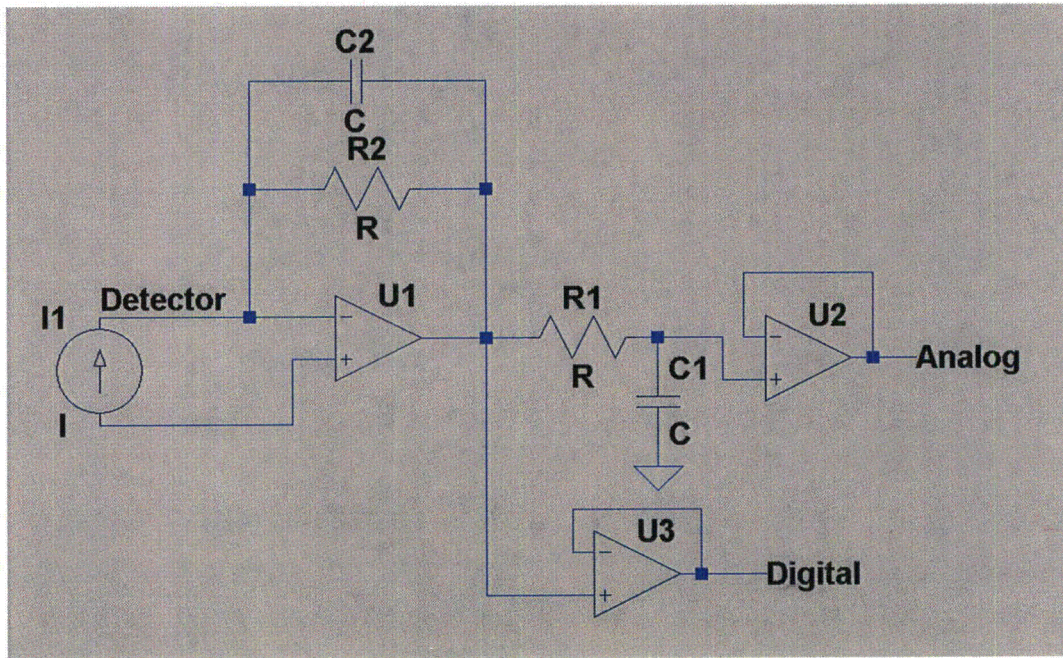 C2
C
R2
R
Detector
U1
I1
I
R1
R
C1
C
U2
Analog
U3
Digital